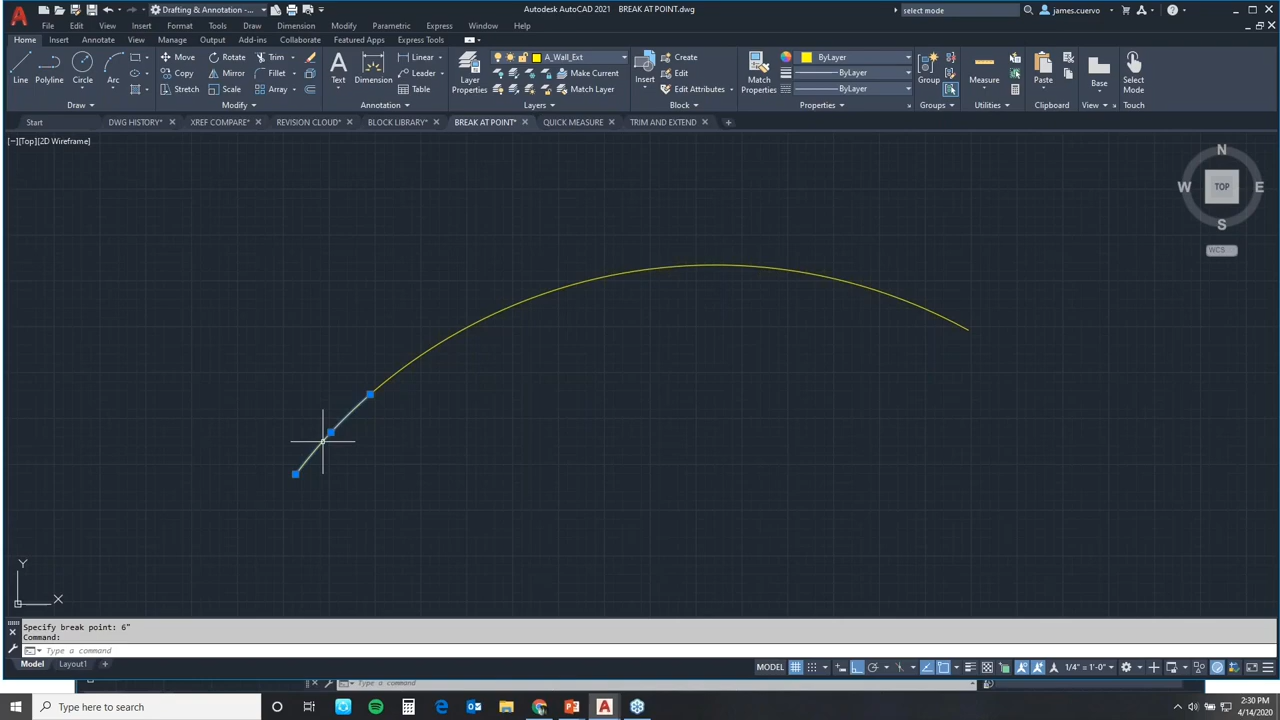 Drafting & Annotation
Autodesk AutoCAD 2021 BREAK AT POINT.dwg
select mode
james.cuervo
File Edit View Insert Format Tools Draw Dimension Modify Parametric Express Window Help
Home Insert Annotate View Manage Output Add-ins Collaborate Featured Apps Express Tools
Line Polyline Circle Arc
Move Rotate Trim
Copy Mirror Fillet
Stretch Scale Array
Text Dimension
Linear
Leader
Table
Layer Properties
A_Wall_Ext
Make Current
Match Layer
Insert
Create
Edit
Edit Attributes
Match Properties
ByLayer
ByLayer
ByLayer
Group
Measure
Paste
Base
Select Mode
Draw Modify Annotation Layers Block Properties Groups Utilities Clipboard View Touch
Start DWG HISTORY* XREF COMPARE* REVISION CLOUD* BLOCK LIBRARY* BREAK AT POINT* QUICK MEASURE TRIM AND EXTEND
[−][Top][2D Wireframe]
N
W TOP E
S
WCS
Y
X
Specify break point: 6"
Command:
Type a command
Model Layout1
MODEL 1/4" = 1'-0"
Type a command
Type here to search
2:30 PM
4/14/2020